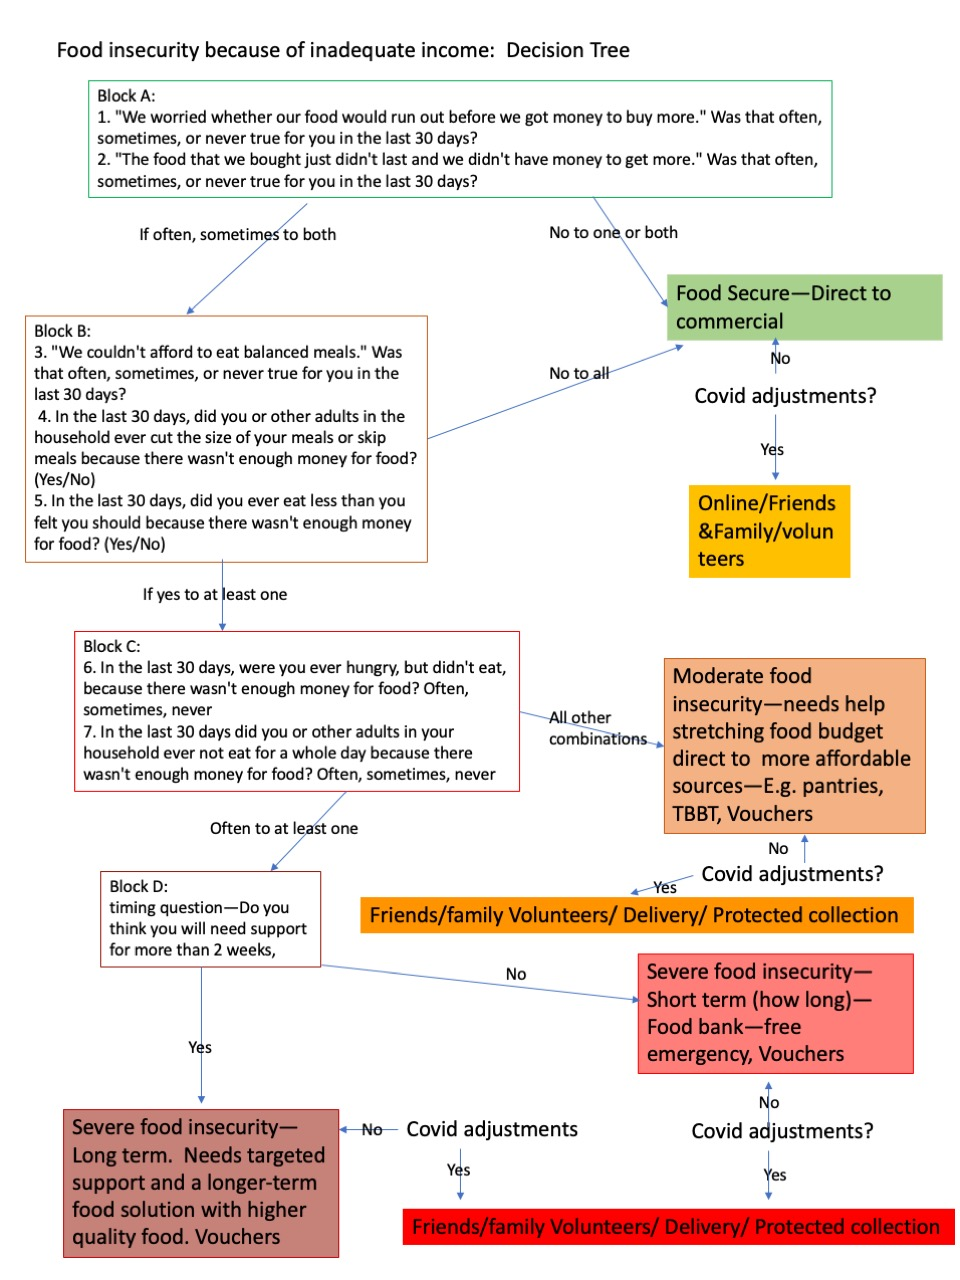 Food insecurity because of inadequate income:  Decision Tree
Block A:
1. "We worried whether our food would run out before we got money to buy more." Was that often,
sometimes, or never true for you in the last 30 days?
2. "The food that we bought just didn't last and we didn't have money to get more." Was that often,
sometimes, or never true for you in the last 30 days?
If often, sometimes to both
No to one or both
Food Secure—Direct to
commercial
Block B:
3. "We couldn't afford to eat balanced meals." Was
that often, sometimes, or never true for you in the
last 30 days?
4. In the last 30 days, did you or other adults in the
household ever cut the size of your meals or skip
meals because there wasn't enough money for food?
(Yes/No)
5. In the last 30 days, did you ever eat less than you
felt you should because there wasn't enough money
for food? (Yes/No)
No to all
No
Covid adjustments?
Yes
Online/Friends
&Family/volun
teers
If yes to at least one
Block C:
6. In the last 30 days, were you ever hungry, but didn't eat,
because there wasn't enough money for food? Often,
sometimes, never
7. In the last 30 days did you or other adults in your
household ever not eat for a whole day because there
wasn't enough money for food? Often, sometimes, never
All other
combinations
Moderate food
insecurity—needs help
stretching food budget
direct to  more affordable
sources—E.g. pantries,
TBBT, Vouchers
Often to at least one
No
Covid adjustments?
Yes
Friends/family Volunteers/ Delivery/ Protected collection
Block D:
timing question—Do you
think you will need support
for more than 2 weeks,
No
Severe food insecurity—
Short term (how long)—
Food bank—free
emergency, Vouchers
Yes
No
Covid adjustments?
Yes
Severe food insecurity—
Long term.  Needs targeted
support and a longer-term
food solution with higher
quality food. Vouchers
No
Covid adjustments
Yes
Friends/family Volunteers/ Delivery/ Protected collection